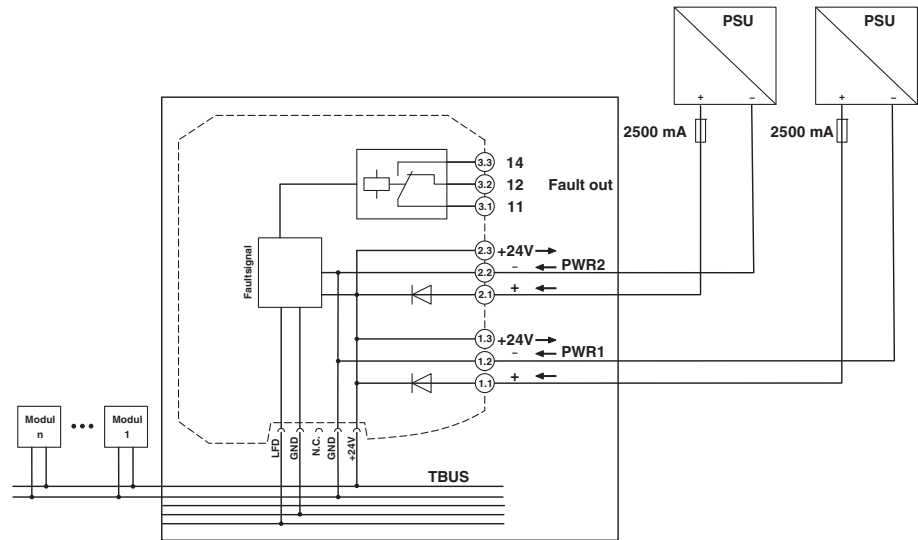 PSU
PSU
+ –
+ –
2500 mA
2500 mA
3.3 14
3.2 12
Fault out
3.1 11
Faultsignal
2.3 +24V
2.2 – PWR2
2.1 +
1.3 +24V
1.2 – PWR1
1.1 +
Modul
n
Modul
1
LFD
GND
N.C.
GND
+24V
TBUS